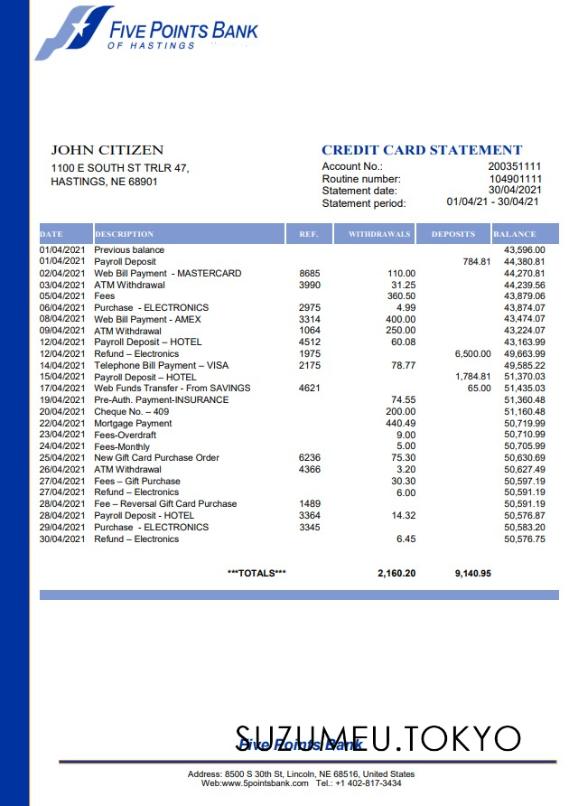 FIVE POINTS BANK
OF HASTINGS
JOHN CITIZEN
1100 E SOUTH ST TRLR 47,
HASTINGS, NE 68901
CREDIT CARD STATEMENT
Account No.: 200351111
Routine number: 104901111
Statement date: 30/04/2021
Statement period: 01/04/21 - 30/04/21
DATE DESCRIPTION REF. WITHDRAWALS DEPOSITS BALANCE
01/04/2021 Previous balance 43,596.00
01/04/2021 Payroll Deposit 784.81 44,380.81
02/04/2021 Web Bill Payment - MASTERCARD 8685 110.00 44,270.81
03/04/2021 ATM Withdrawal 3990 31.25 44,239.56
05/04/2021 Fees 360.50 43,879.06
06/04/2021 Purchase - ELECTRONICS 2975 4.99 43,874.07
08/04/2021 Web Bill Payment - AMEX 3314 400.00 43,474.07
09/04/2021 ATM Withdrawal 1064 250.00 43,224.07
12/04/2021 Payroll Deposit – HOTEL 4512 60.08 43,163.99
12/04/2021 Refund – Electronics 1975 6,500.00 49,663.99
14/04/2021 Telephone Bill Payment – VISA 2175 78.77 49,585.22
15/04/2021 Payroll Deposit – HOTEL 1,784.81 51,370.03
17/04/2021 Web Funds Transfer - From SAVINGS 4621 65.00 51,435.03
19/04/2021 Pre-Auth. Payment-INSURANCE 74.55 51,360.48
20/04/2021 Cheque No. – 409 200.00 51,160.48
22/04/2021 Mortgage Payment 440.49 50,719.99
23/04/2021 Fees-Overdraft 9.00 50,710.99
24/04/2021 Fees-Monthly 5.00 50,705.99
25/04/2021 New Gift Card Purchase Order 6236 75.30 50,630.69
26/04/2021 ATM Withdrawal 4366 3.20 50,627.49
27/04/2021 Fees – Gift Purchase 30.30 50,597.19
27/04/2021 Refund – Electronics 6.00 50,591.19
28/04/2021 Fee – Reversal Gift Card Purchase 1489 50,591.19
28/04/2021 Payroll Deposit - HOTEL 3364 14.32 50,576.87
29/04/2021 Purchase - ELECTRONICS 3345 50,583.20
30/04/2021 Refund – Electronics 6.45 50,576.75
***TOTALS*** 2,160.20 9,140.95
Five Points Bank
SUZUMEU.TOKYO
Address: 8500 S 30th St, Lincoln, NE 68516, United States
Web:www.5pointsbank.com Tel.: +1 402-817-3434